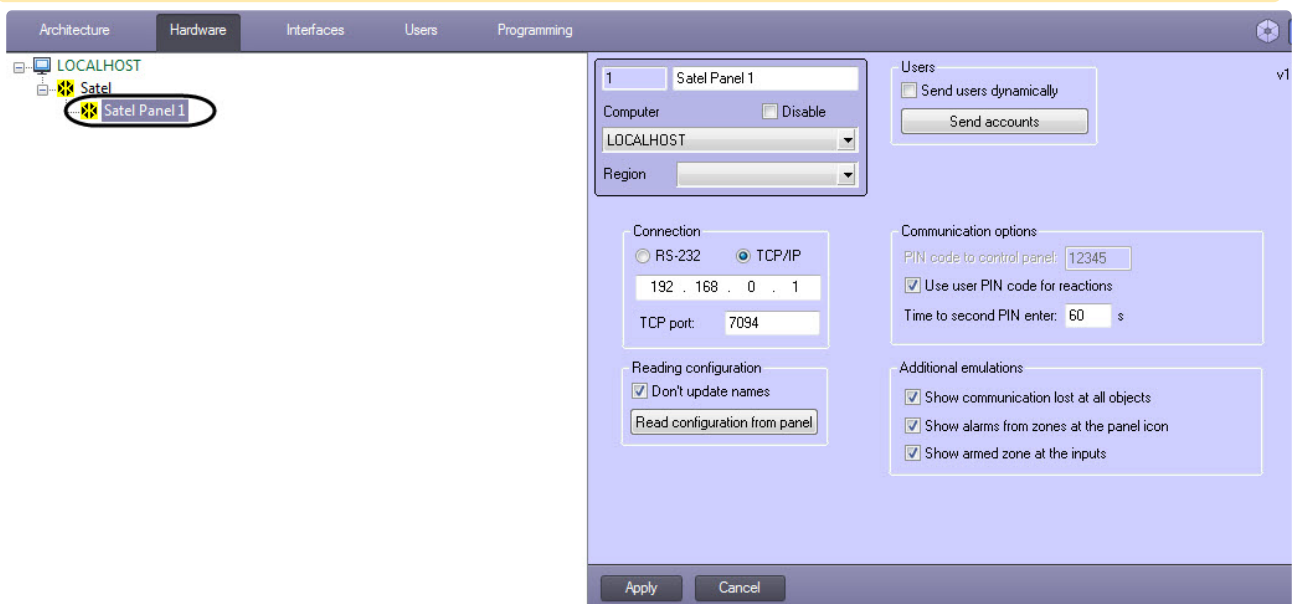 Architecture Hardware Interfaces Users Programming
LOCALHOST
Satel
Satel Panel 1
1 Satel Panel 1
Computer Disable
LOCALHOST
Region
Users
Send users dynamically
Send accounts
v1
Connection
RS-232 TCP/IP
192 . 168 . 0 . 1
TCP port: 7094
Communication options
PIN code to control panel: 12345
Use user PIN code for reactions
Time to second PIN enter: 60 s
Reading configuration
Don't update names
Read configuration from panel
Additional emulations
Show communication lost at all objects
Show alarms from zones at the panel icon
Show armed zone at the inputs
Apply Cancel